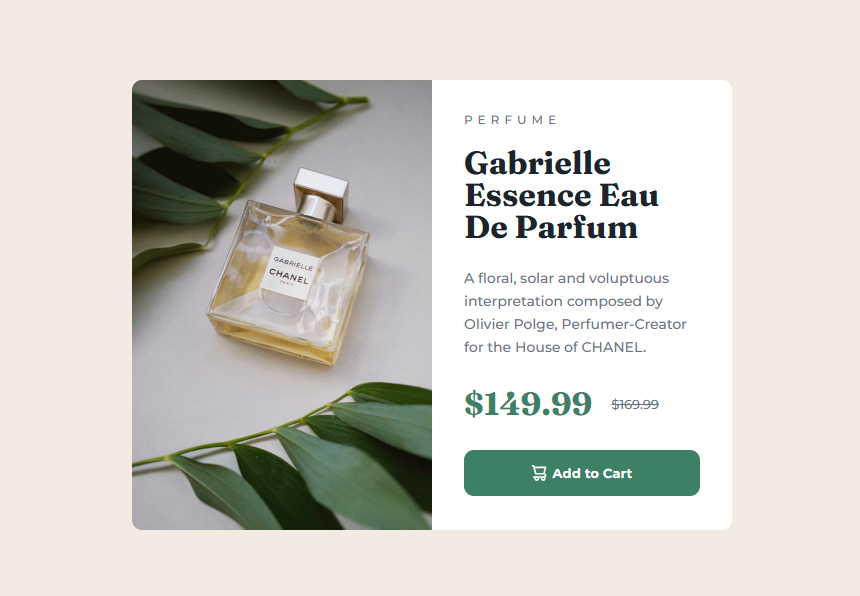 GABRIELLE
CHANEL
PARIS
PERFUME
Gabrielle
Essence Eau
De Parfum
A floral, solar and voluptuous
interpretation composed by
Olivier Polge, Perfumer-Creator
for the House of CHANEL.
$149.99 $169.99
Add to Cart